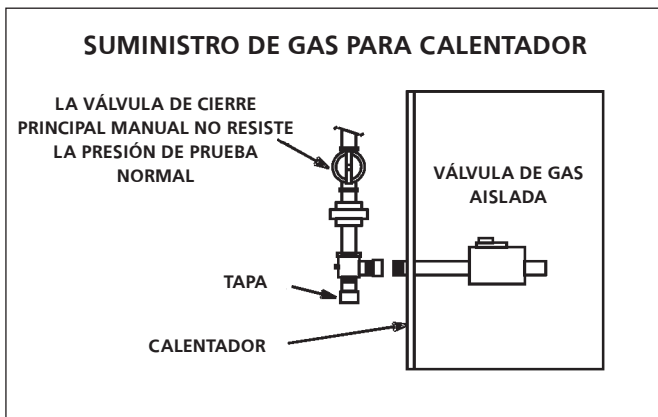 SUMINISTRO DE GAS PARA CALENTADOR
LA VÁLVULA DE CIERRE
PRINCIPAL MANUAL NO RESISTE
LA PRESIÓN DE PRUEBA
NORMAL
VÁLVULA DE GAS
AISLADA
TAPA
CALENTADOR